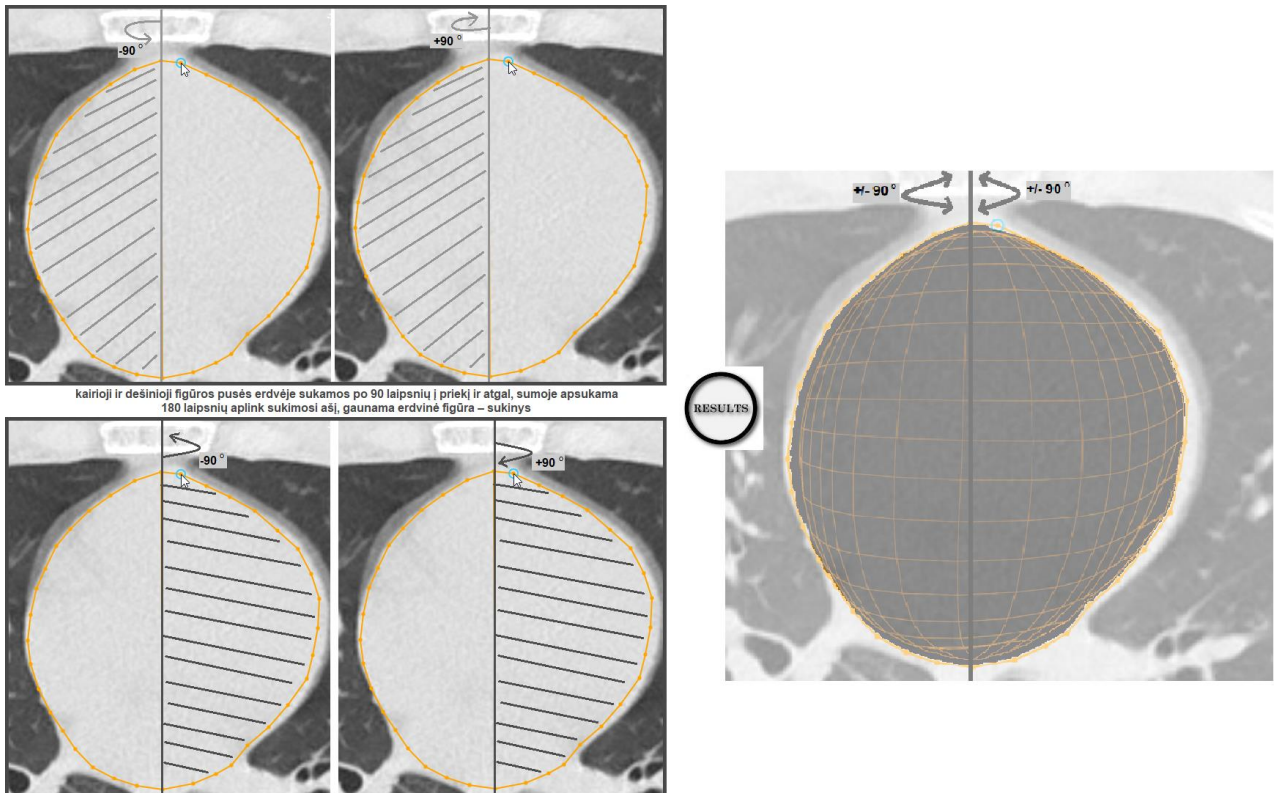 -90 °
+90 °
kairioji ir dešinioji figūros pusės erdvėje sukamos po 90 laipsnių į priekį ir atgal, sumoje apsukama
180 laipsnių aplink sukimosi ašį, gaunama erdvinė figūra – sukinys
-90 °
+90 °
+/- 90 °
+/- 90 °
RESULTS